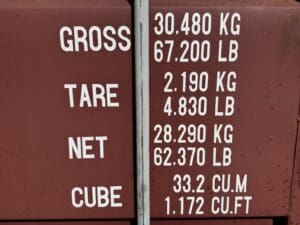 GROSS 30.480 KG
67.200 LB
TARE 2.190 KG
4.830 LB
NET 28.290 KG
62.370 LB
CUBE 33.2 CU.M
1.172 CU.FT